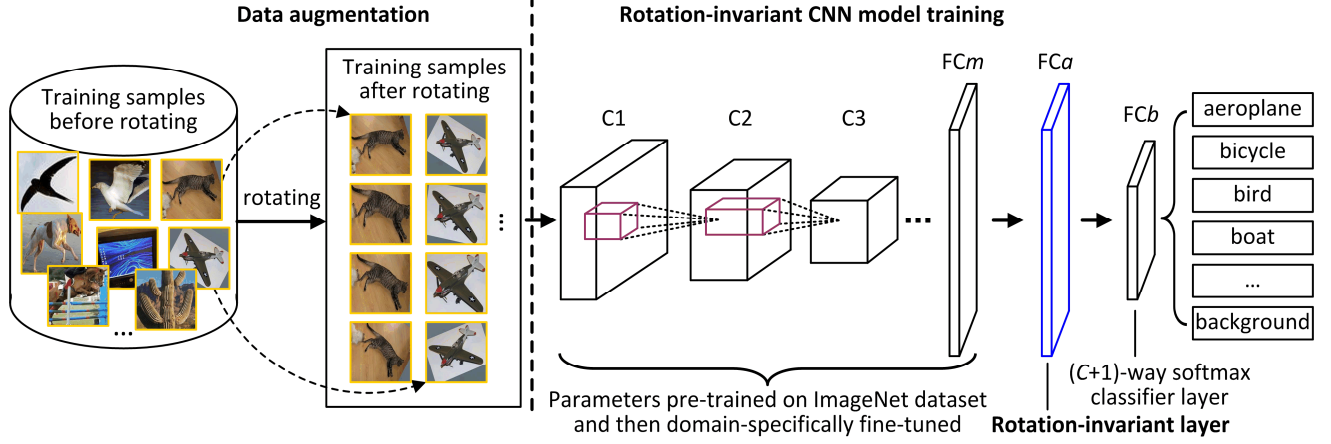 Data augmentation
Rotation-invariant CNN model training
Training samples
before rotating
...
rotating
Training samples
after rotating
...
C1
C2
C3
...
FCm
FCa
FCb
aeroplane
bicycle
bird
boat
...
background
Parameters pre-trained on ImageNet dataset
and then domain-specifically fine-tuned
(C+1)-way softmax
classifier layer
Rotation-invariant layer